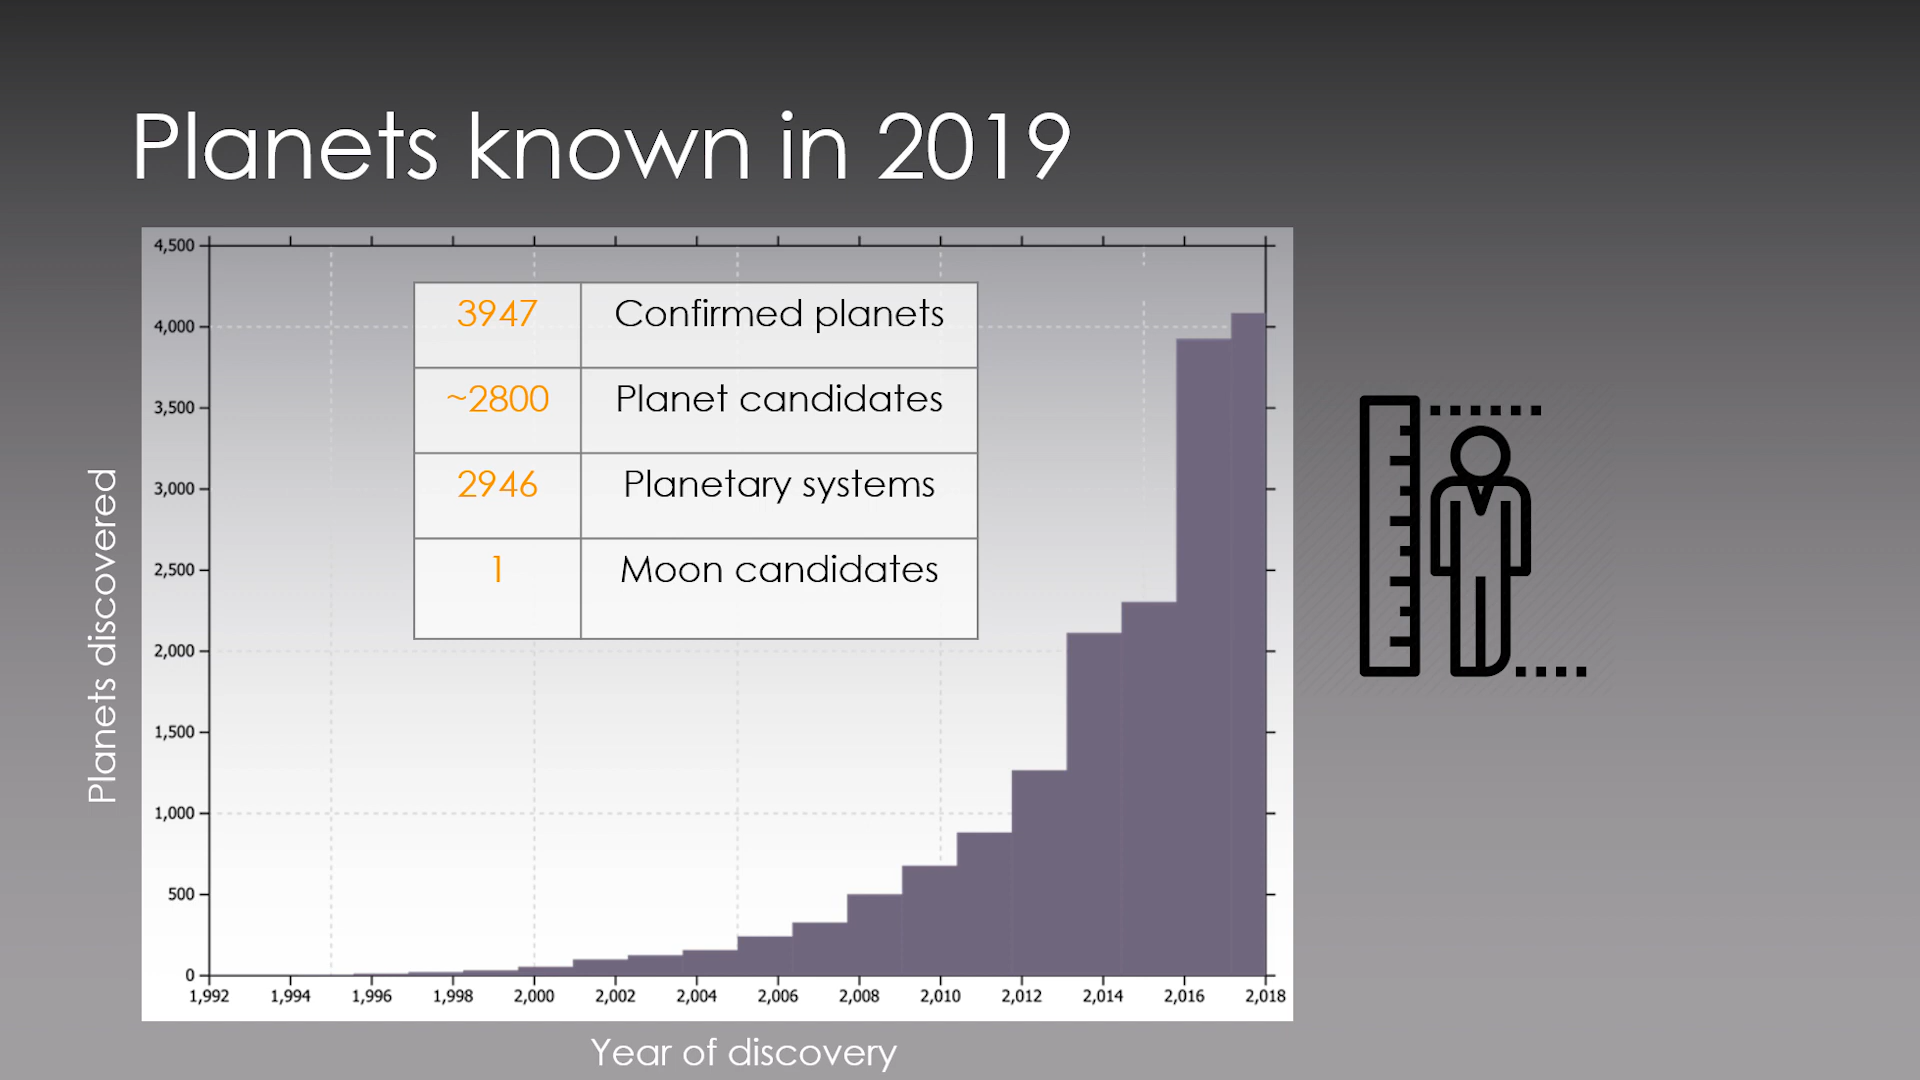 Planets known in 2019
4,500
4,000
3,500
3,000
2,500
2,000
1,500
1,000
500
0
3947 Confirmed planets
~2800 Planet candidates
2946 Planetary systems
1 Moon candidates
Planets discovered
1,992 1,994 1,996 1,998 2,000 2,002 2,004 2,006 2,008 2,010 2,012 2,014 2,016 2,018
Year of discovery